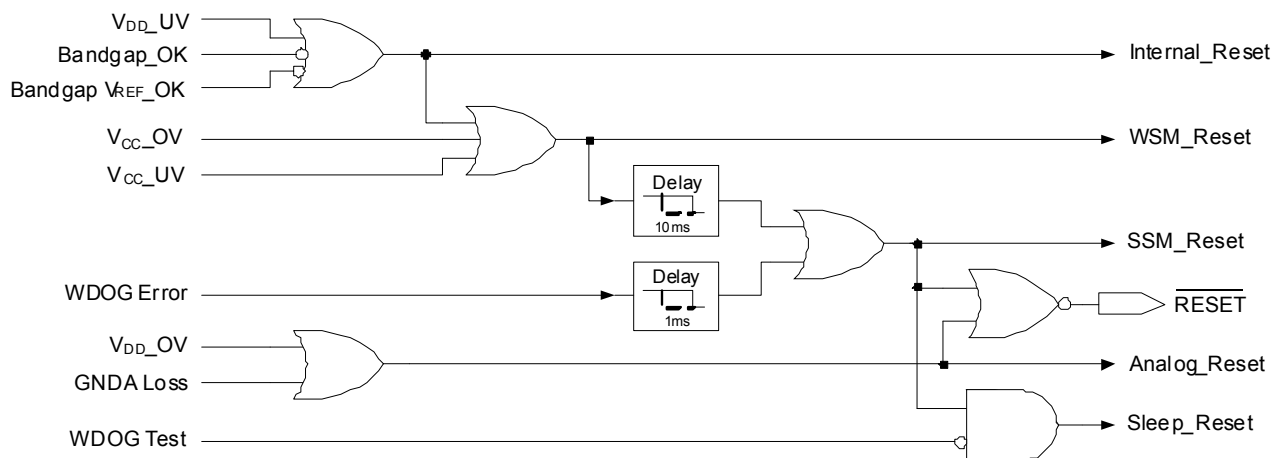 VDD_UV
Bandgap_OK
Bandgap VREF_OK
Internal_Reset
VCC_OV
VCC_UV
WSM_Reset
Delay
10ms
SSM_Reset
WDOG Error
Delay
1ms
RESET
VDD_OV
GNDA Loss
Analog_Reset
WDOG Test
Sleep_Reset